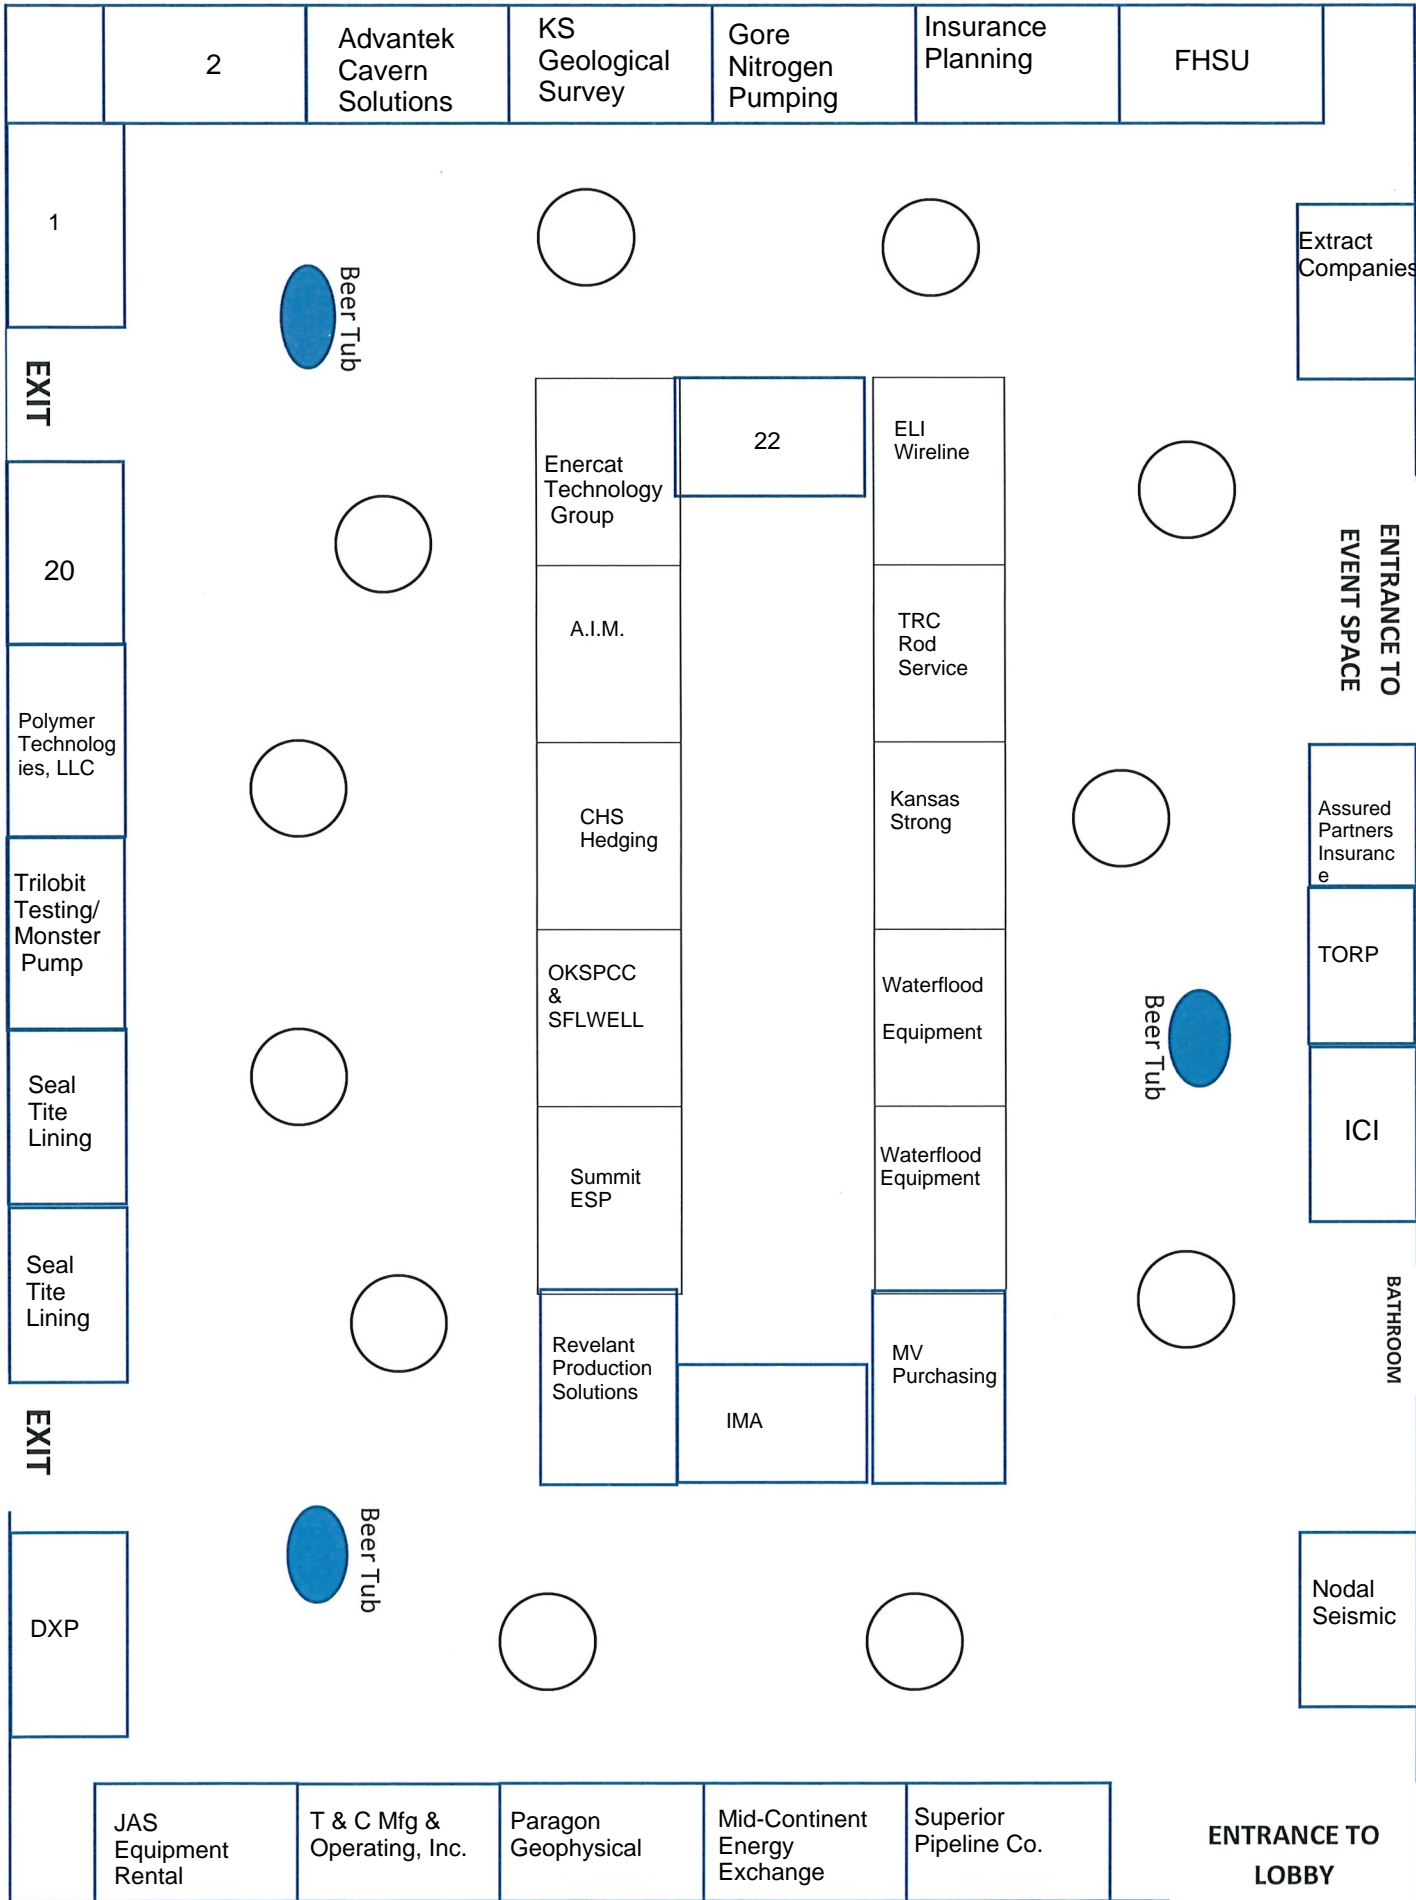 2
Advantek
Cavern
Solutions
KS
Geological
Survey
Gore
Nitrogen
Pumping
Insurance
Planning
FHSU
1
Extract
Companies
Beer Tub
EXIT
Enercat
Technology
Group
22
ELI
Wireline
20
A.I.M.
TRC
Rod
Service
ENTRANCE TO
EVENT SPACE
Polymer
Technolog
ies, LLC
CHS
Hedging
Kansas
Strong
Assured
Partners
Insuranc
e
Trilobit
Testing/
Monster
Pump
OKSPCC
&
SFLWELL
Waterflood
Equipment
TORP
Beer Tub
Seal
Tite
Lining
Summit
ESP
Waterflood
Equipment
ICI
Seal
Tite
Lining
Revelant
Production
Solutions
IMA
MV
Purchasing
BATHROOM
EXIT
Beer Tub
DXP
Nodal
Seismic
JAS
Equipment
Rental
T & C Mfg &
Operating, Inc.
Paragon
Geophysical
Mid-Continent
Energy
Exchange
Superior
Pipeline Co.
ENTRANCE TO
LOBBY